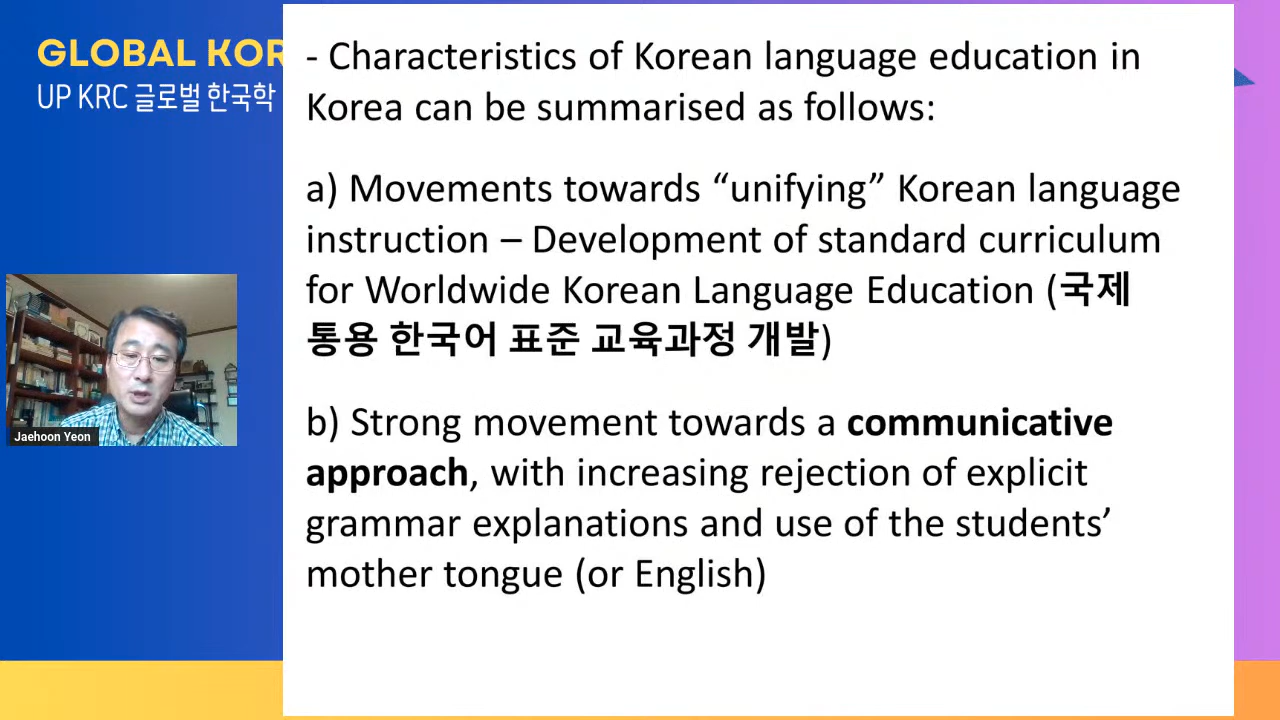 GLOBAL KOR
UP KRC 글로벌 한국학
- Characteristics of Korean language education in
Korea can be summarised as follows:
a) Movements towards “unifying” Korean language
instruction – Development of standard curriculum
for Worldwide Korean Language Education (국제
통용 한국어 표준 교육과정 개발)
b) Strong movement towards a communicative
approach, with increasing rejection of explicit
grammar explanations and use of the students’
mother tongue (or English)
Jaehoon Yeon